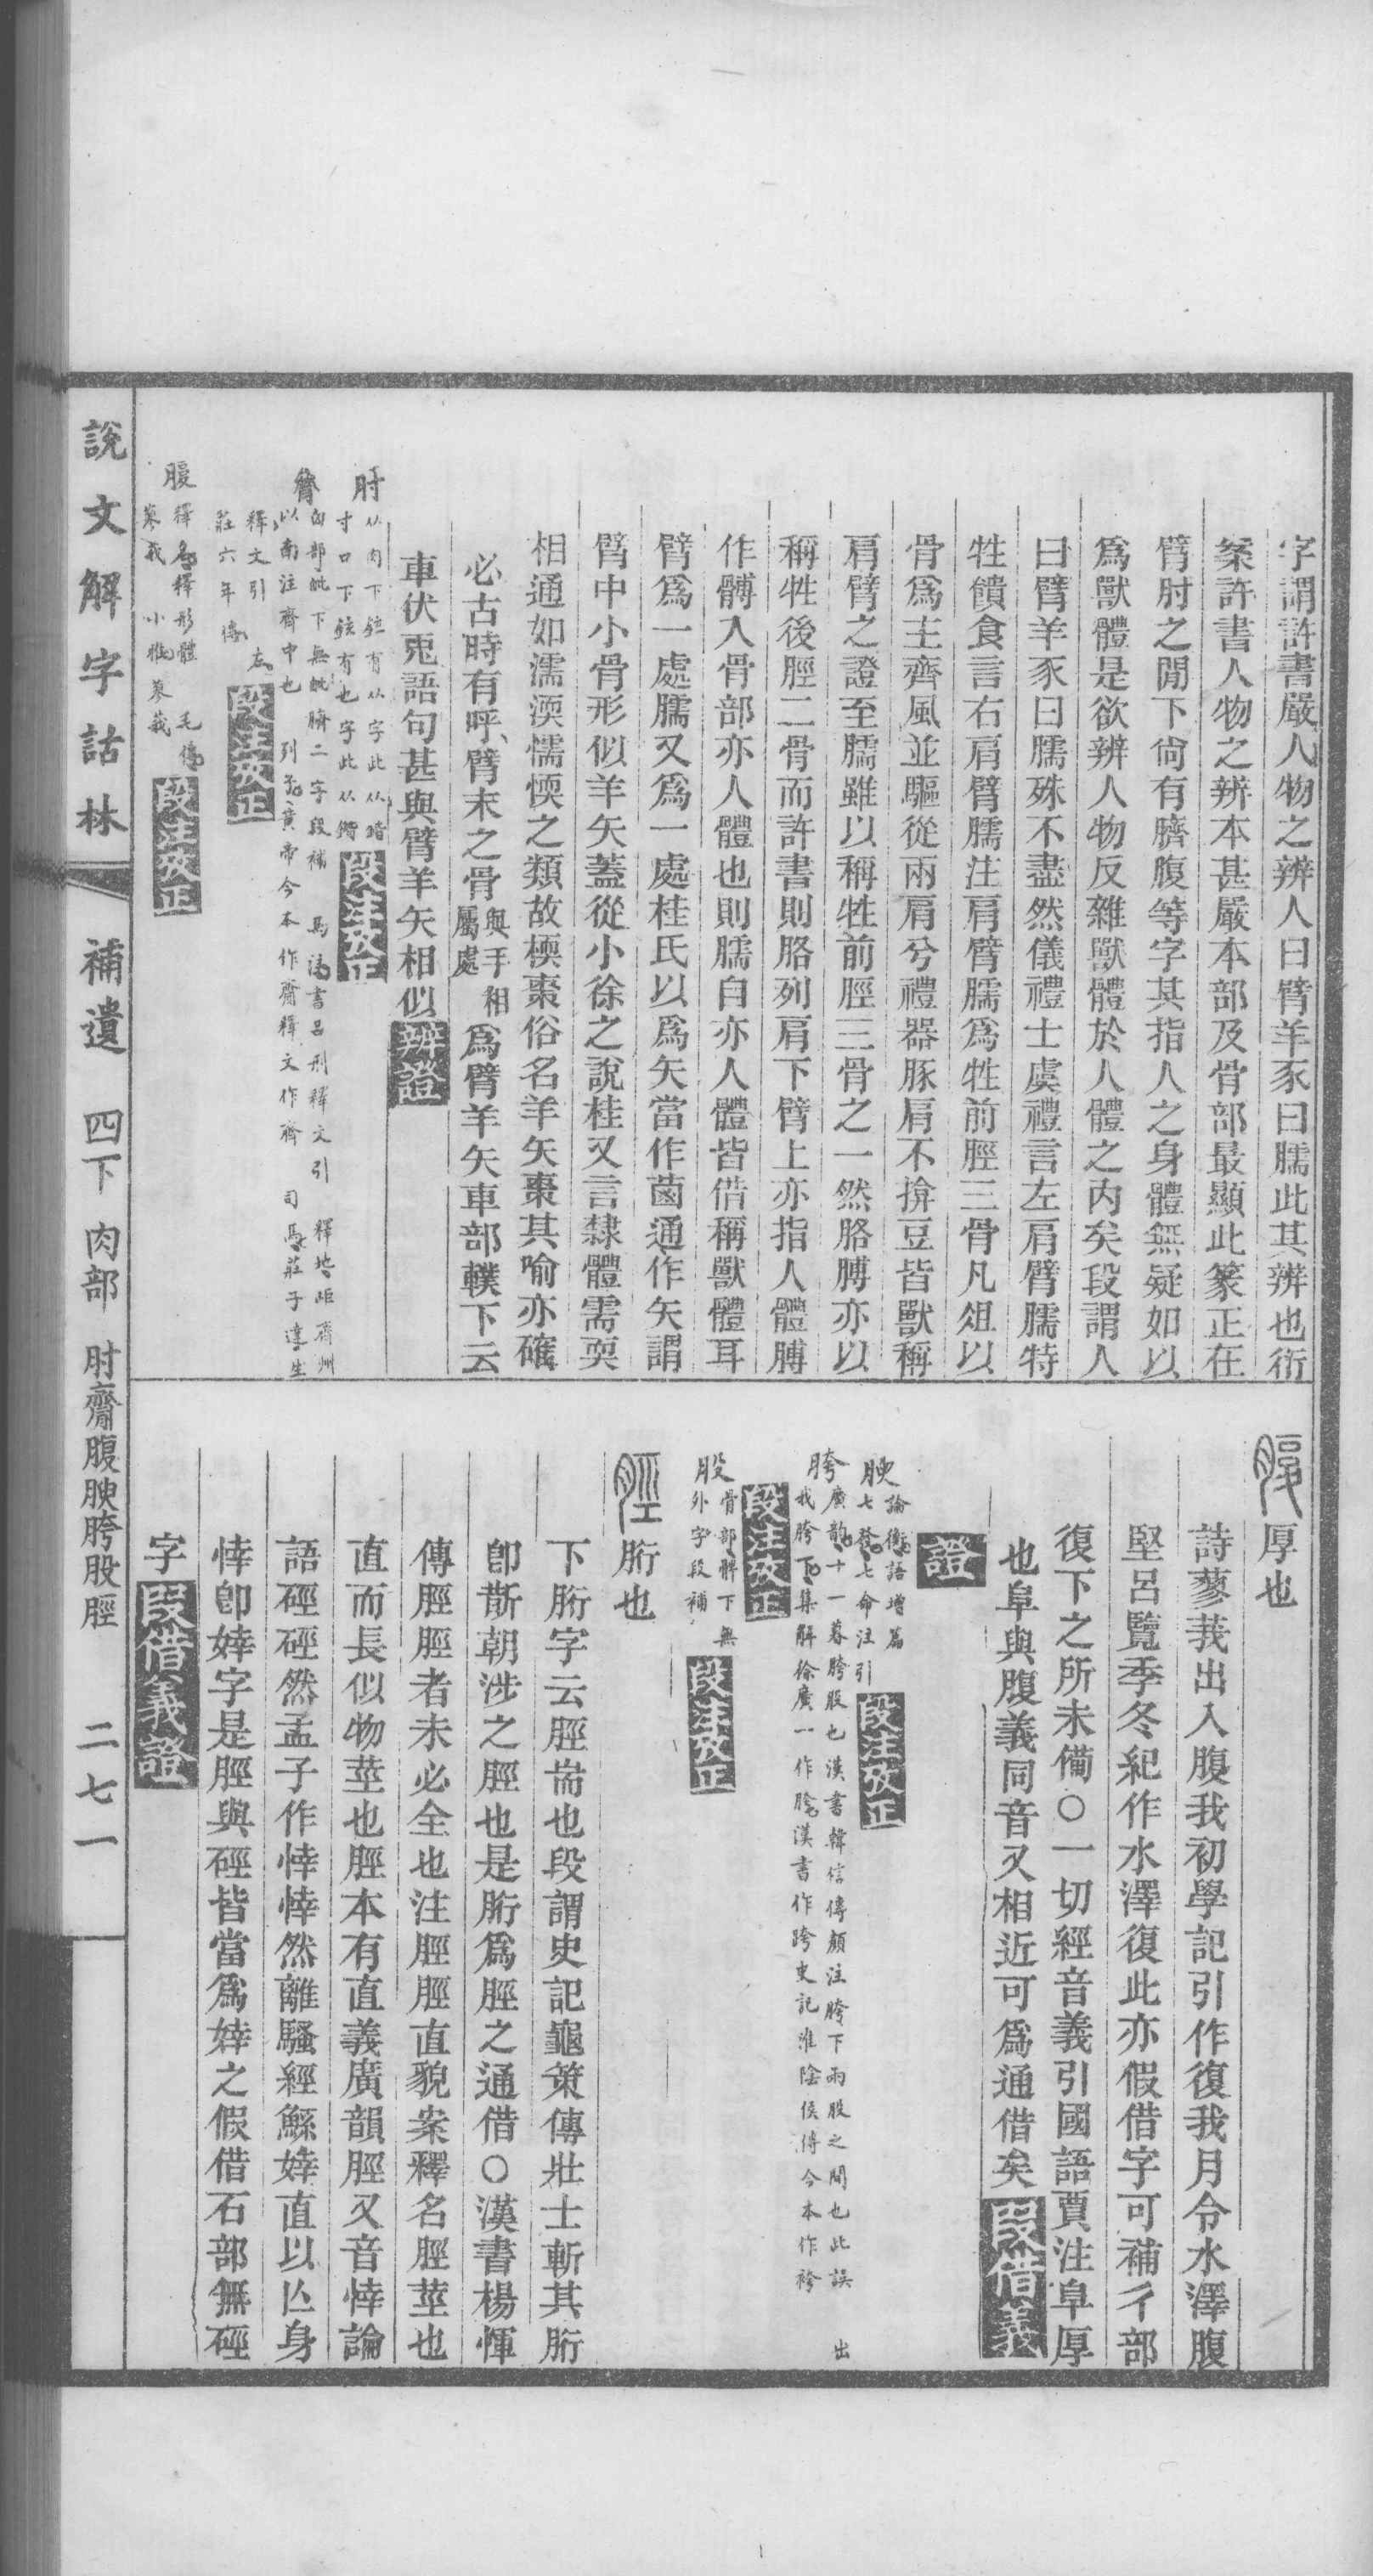 字謂許書嚴人物之辨人曰臂羊豕曰臑此其辨也衍
案許書人物之辨本甚嚴本部及骨部最顯此篆正在
臂肘之閒下尙有臍腹等字其指人之身體無疑如以
爲獸體是欲辨人物反雜獸體於人體之内矣段謂人
曰臂羊豕曰臑殊不盡然儀禮士虞禮言左肩臂臑特
牲饋食言右肩臂臑注肩臂臑爲牲前脛三骨凡俎以
骨爲主齊風並驅從兩肩兮禮器豚肩不揜豆皆獸稱
肩臂之證至臑雖以稱牲前脛三骨之一然胳膊亦以
稱牲後脛二骨而許書則胳列肩下臂上亦指人體膊
作髆入骨部亦人體也則臑自亦人體皆借稱獸體耳
臂爲一處臑又爲一處桂氏以爲矢當作菌通作矢謂
臂中小骨形似羊矢蓋從小徐之說桂又言隸體需耎
相通如濡渜懦愞之類故㮕棗俗名羊矢棗其喻亦確
必古時有呼臂末之骨與手相屬處爲臂羊矢車部轐下云
車伏兎語句甚與臂羊矢相似辨證
肘从肉下鉉有从字此从鍇
寸口下鉉有也字此从鍇段注攷正
臍囟部毗下無毗臍二字段補 馬融書呂刑釋文引 釋地岠齊州
以南注齊中也 列子黃帝今本作齎釋文作臍 司馬莊子達生
釋文引 左
莊六年傳段注攷正
腹釋名釋形體 毛傳
蓼莪 小雅蓼莪段注攷正
腹厚也
詩蓼莪出入腹我初學記引作復我月令水澤腹
堅呂覽季冬紀作水澤復此亦假借字可補彳部
復下之所未僃○一切經音義引國語賈注阜厚
也阜與腹義同音又相近可爲通借矣段借義
證
腴論衡語增篇
七發七命注引段注攷正
胯廣韵十一暮胯股也漢書韓信傳顏注胯下兩股之間也此誤 出
我胯下集解徐廣一作胯漢書作跨史記淮陰侯傳今本作袴
段注攷正
股骨部髀下無
外字段補段注攷正
脛胻也
下胻字云脛耑也段謂史記龜策傳壯士斬其胻
卽斮朝涉之脛也是胻爲脛之通借○漢書楊惲
傳脛脛者未必全也注脛脛直貌案釋名脛莖也
直而長似物莖也脛本有直義廣韻脛又音悻論
語硜硜然孟子作悻悻然離騷經鯀婞直以亾身
悻卽婞字是脛與硜皆當爲婞之假借石部無硜
字段借義證
說文解字詁林 補遺 四下 肉部 肘齎腹腴胯股脛 二七一